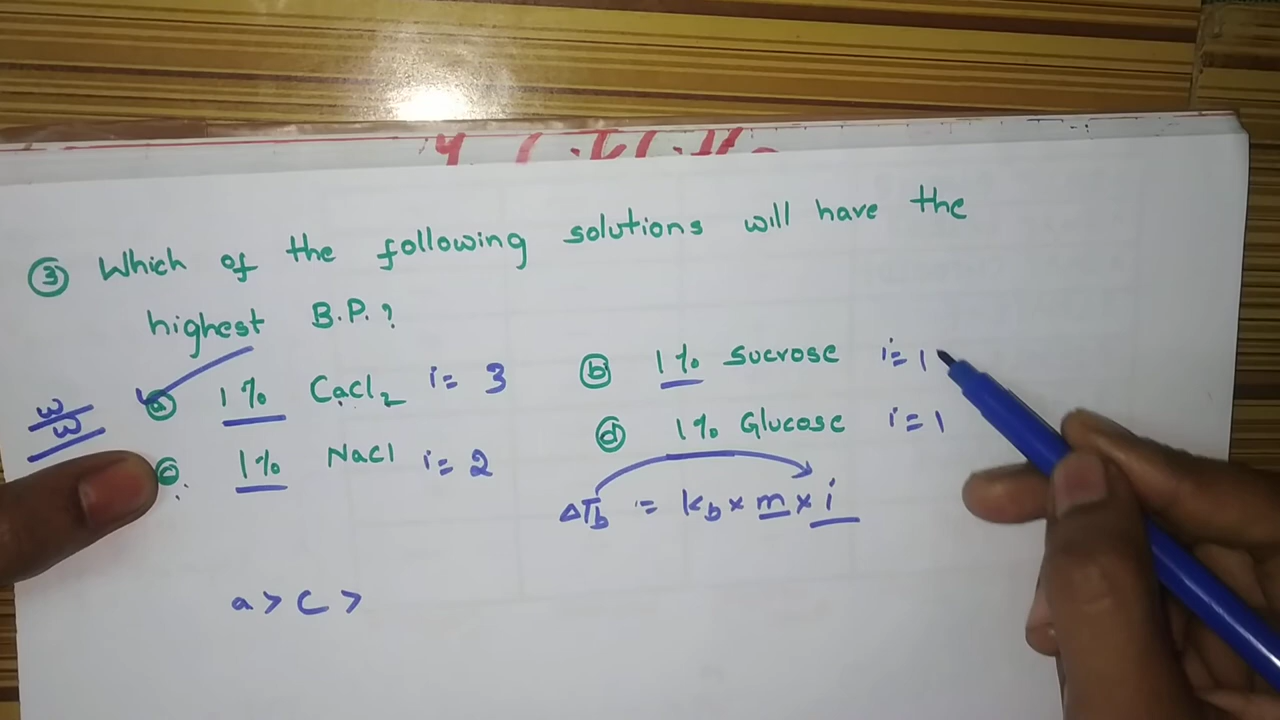 ③ Which of the following solutions will have the
highest B.P.?
ⓐ 1% CaCl₂ i= 3
ⓑ 1% Sucrose i= 1
w/w
ⓒ 1% NaCl i= 2
ⓓ 1% Glucose i= 1
ΔTb = kb × m × i
a > c >